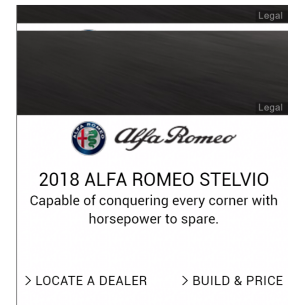 Legal
Legal
Alfa Romeo
2018 ALFA ROMEO STELVIO
Capable of conquering every corner with
horsepower to spare.
> LOCATE A DEALER > BUILD & PRICE